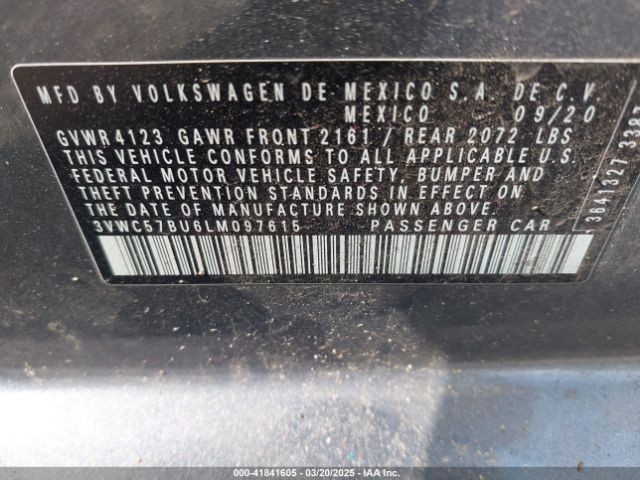 MFD BY VOLKSWAGEN DE MEXICO S.A. DE C.V.
MEXICO 09/20
GVWR 4123 GAWR FRONT 2161 / REAR 2072 LBS
THIS VEHICLE CONFORMS TO ALL APPLICABLE U.S.
FEDERAL MOTOR VEHICLE SAFETY, BUMPER AND
THEFT PREVENTION STANDARDS IN EFFECT ON
THE DATE OF MANUFACTURE SHOWN ABOVE.
3VWC57BU6LM097615 PASSENGER CAR
000-41841605 - 03/20/2025 - IAA Inc.